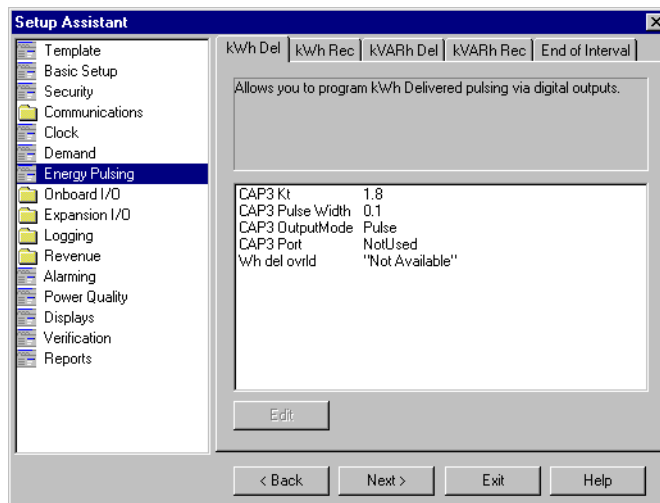 Setup Assistant
Template
Basic Setup
Security
Communications
Clock
Demand
Energy Pulsing
Onboard I/O
Expansion I/O
Logging
Revenue
Alarming
Power Quality
Displays
Verification
Reports
kWh Del kWh Rec kVARh Del kVARh Rec End of Interval
Allows you to program kWh Delivered pulsing via digital outputs.
CAP3 Kt 1.8
CAP3 Pulse Width 0.1
CAP3 OutputMode Pulse
CAP3 Port NotUsed
Wh del ovrld "Not Available"
Edit
< Back Next > Exit Help